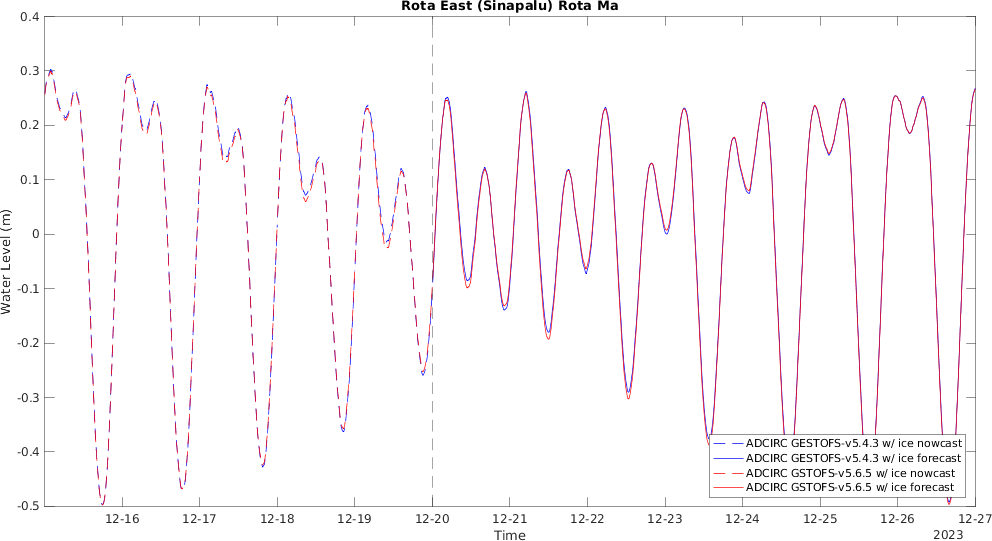 Rota East (Sinapalu) Rota Ma
Water Level (m)
0.4
0.3
0.2
0.1
0
-0.1
-0.2
-0.3
-0.4
-0.5
ADCIRC GESTOFS-v5.4.3 w/ ice nowcast
ADCIRC GESTOFS-v5.4.3 w/ ice forecast
ADCIRC GSTOFS-v5.6.5 w/ ice nowcast
ADCIRC GSTOFS-v5.6.5 w/ ice forecast
12-16 12-17 12-18 12-19 12-20 12-21 12-22 12-23 12-24 12-25 12-26 12-27
Time
2023